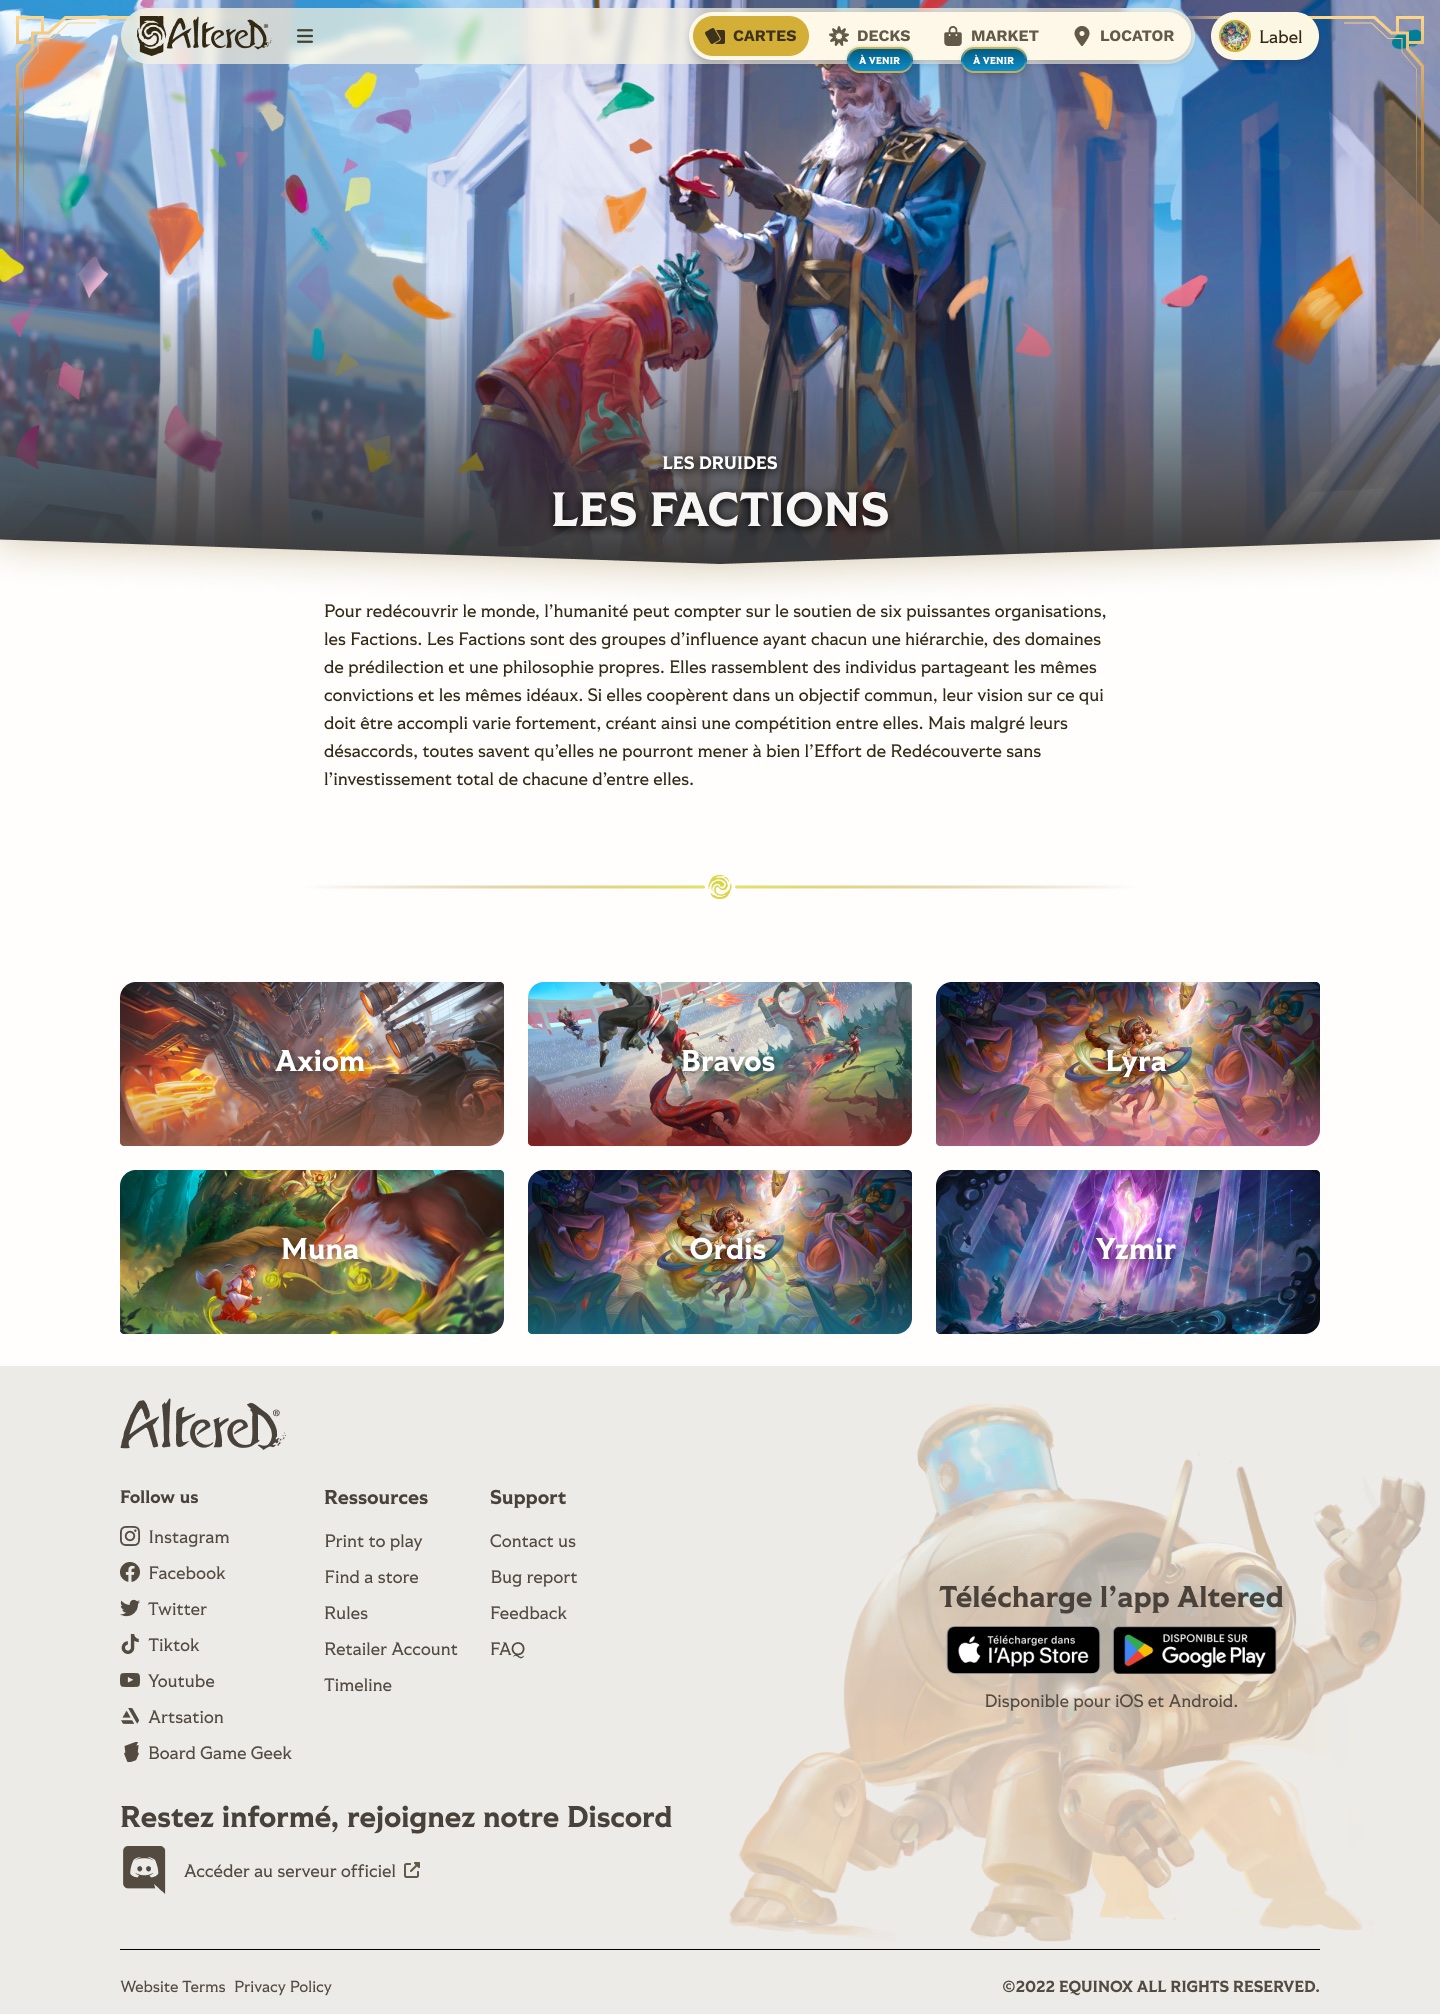 Altered
CARTES
DECKS
MARKET
LOCATOR
Label
À VENIR
À VENIR
LES DRUIDES
LES FACTIONS
Pour redécouvrir le monde, l’humanité peut compter sur le soutien de six puissantes organisations,
les Factions. Les Factions sont des groupes d’influence ayant chacun une hiérarchie, des domaines
de prédilection et une philosophie propres. Elles rassemblent des individus partageant les mêmes
convictions et les mêmes idéaux. Si elles coopèrent dans un objectif commun, leur vision sur ce qui
doit être accompli varie fortement, créant ainsi une compétition entre elles. Mais malgré leurs
désaccords, toutes savent qu’elles ne pourront mener à bien l’Effort de Redécouverte sans
l’investissement total de chacune d’entre elles.
Axiom
Bravos
Lyra
Muna
Ordis
Yzmir
Altered®
Follow us
Instagram
Facebook
Twitter
Tiktok
Youtube
Artsation
Board Game Geek
Ressources
Print to play
Find a store
Rules
Retailer Account
Timeline
Support
Contact us
Bug report
Feedback
FAQ
Télécharge l’app Altered
Télécharger dans
l’App Store
DISPONIBLE SUR
Google Play
Disponible pour iOS et Android.
Restez informé, rejoignez notre Discord
Accéder au serveur officiel
Website Terms Privacy Policy
©2022 EQUINOX ALL RIGHTS RESERVED.